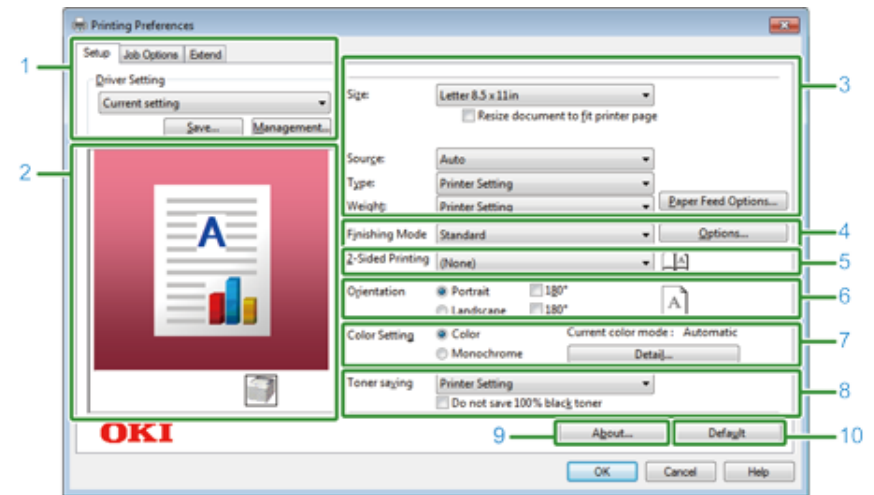 Printing Preferences
Setup Job Options Extend
1
Driver Setting
Current setting
Save... Management...
2
A
3
Size: Letter 8.5 x 11in
Resize document to fit printer page
Source: Auto
Type: Printer Setting
Weight: Printer Setting Paper Feed Options...
Finishing Mode Standard Options... 4
2-Sided Printing (None) A 5
Orientation Portrait 180° A 6
Landscape 180°
Color Setting Color Current color mode : Automatic 7
Monochrome Detail...
Toner saving Printer Setting 8
Do not save 100% black toner
OKI 9 About... Default 10
OK Cancel Help